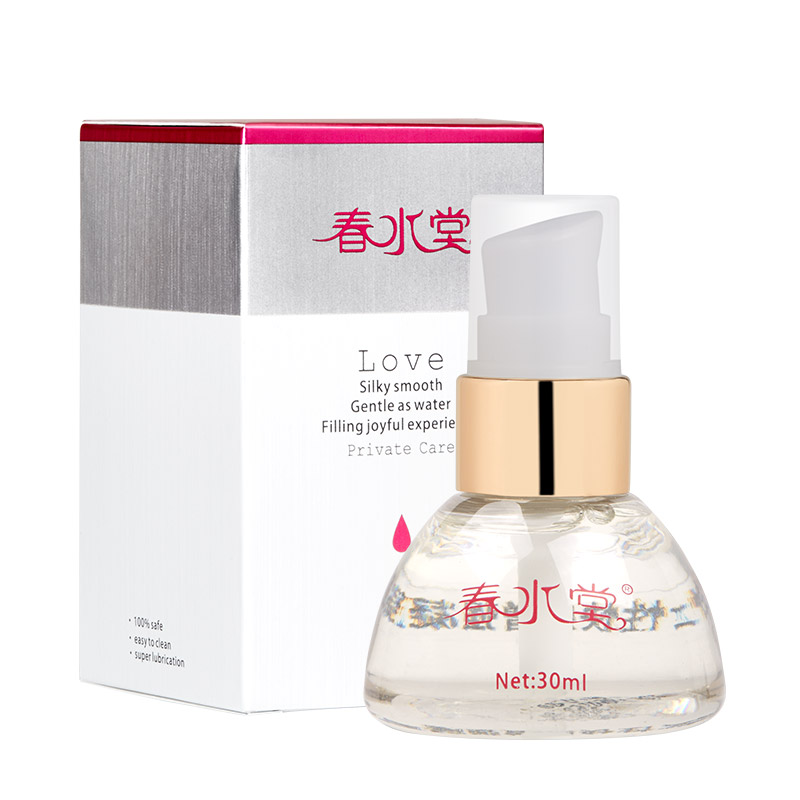 春水堂
Love
Silky smooth
Gentle as water
Filling joyful experie
Private Care
· 100% safe
· easy to clean
· super lubrication
春水堂®
Net:30ml